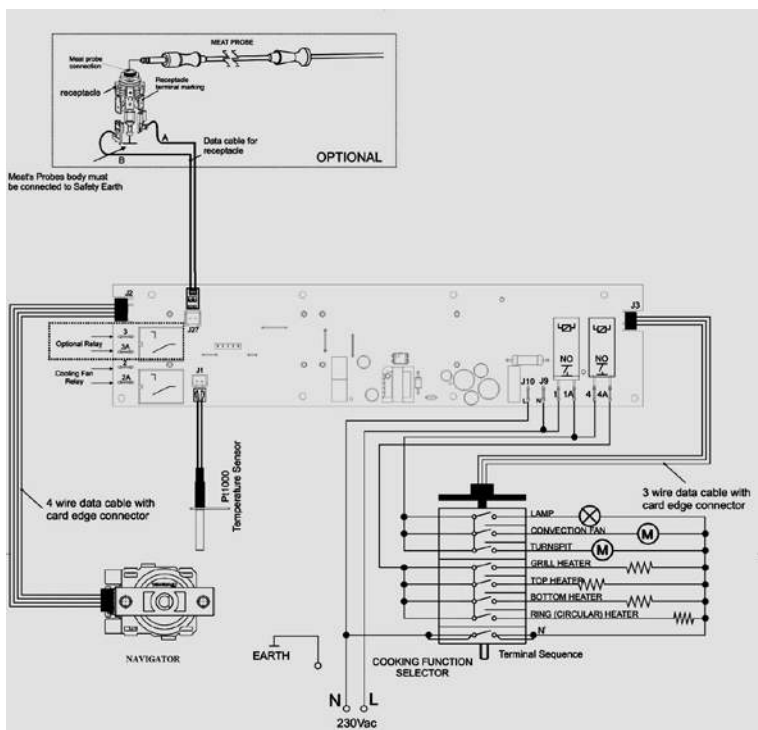 MEAT PROBE
Meat probe
connection
receptacle
Receptacle
terminal marking
A
B
Data cable for
receptacle
OPTIONAL
Meat's Probes body must
be connected to Safety Earth
J2
J27
J3
3
Optional Relay
3A
Cooling Fan
Relay
2A
J1
NO
NO
J10
J9
L
N
1
1A
4
4A
Pt1000
Temperature Sensor
4 wire data cable with
card edge connector
3 wire data cable with
card edge connector
LAMP
CONVECTION FAN
M
TURNSPIT
M
GRILL HEATER
TOP HEATER
BOTTOM HEATER
RING (CIRCULAR) HEATER
N'
NAVIGATOR
EARTH
COOKING FUNCTION
SELECTOR
Terminal Sequence
N
L
230Vac